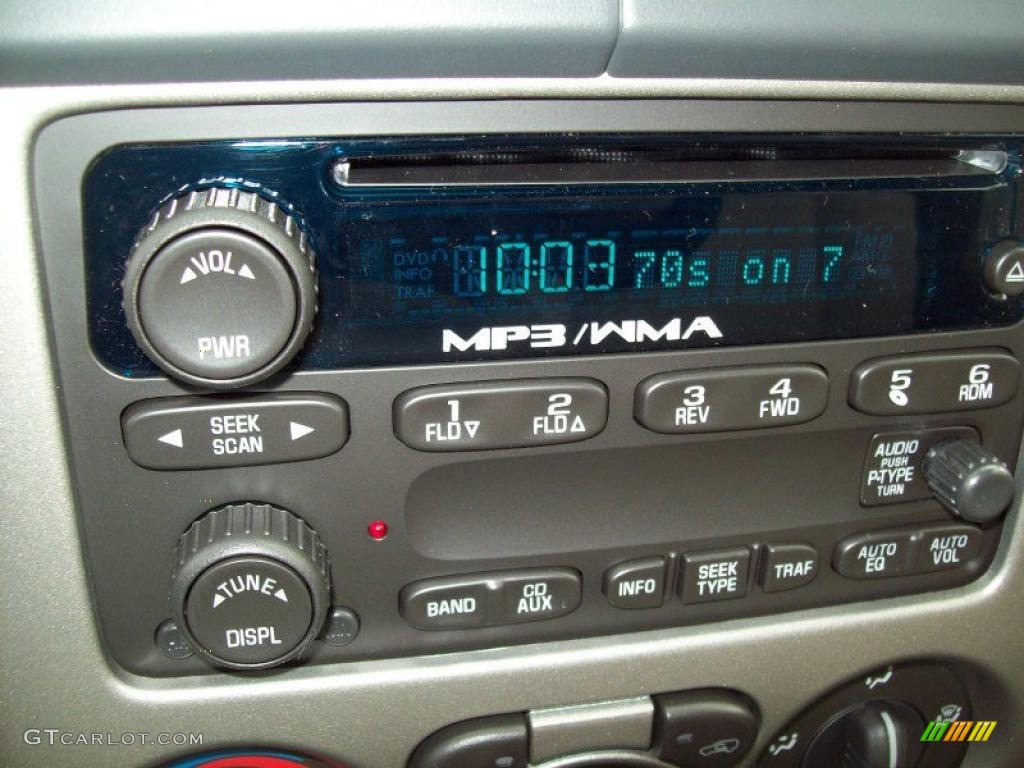 VOL
PWR
DVD
INFO
TRAF
10:03 70s on 7
MP3/WMA
SEEK
SCAN
1
FLD
2
FLD
3
REV
4
FWD
5
6
RDM
AUDIO
PUSH
P-TYPE
TURN
TUNE
DISPL
BAND
CD
AUX
INFO
SEEK
TYPE
TRAF
AUTO
EQ
AUTO
VOL
GTCARLOT.COM